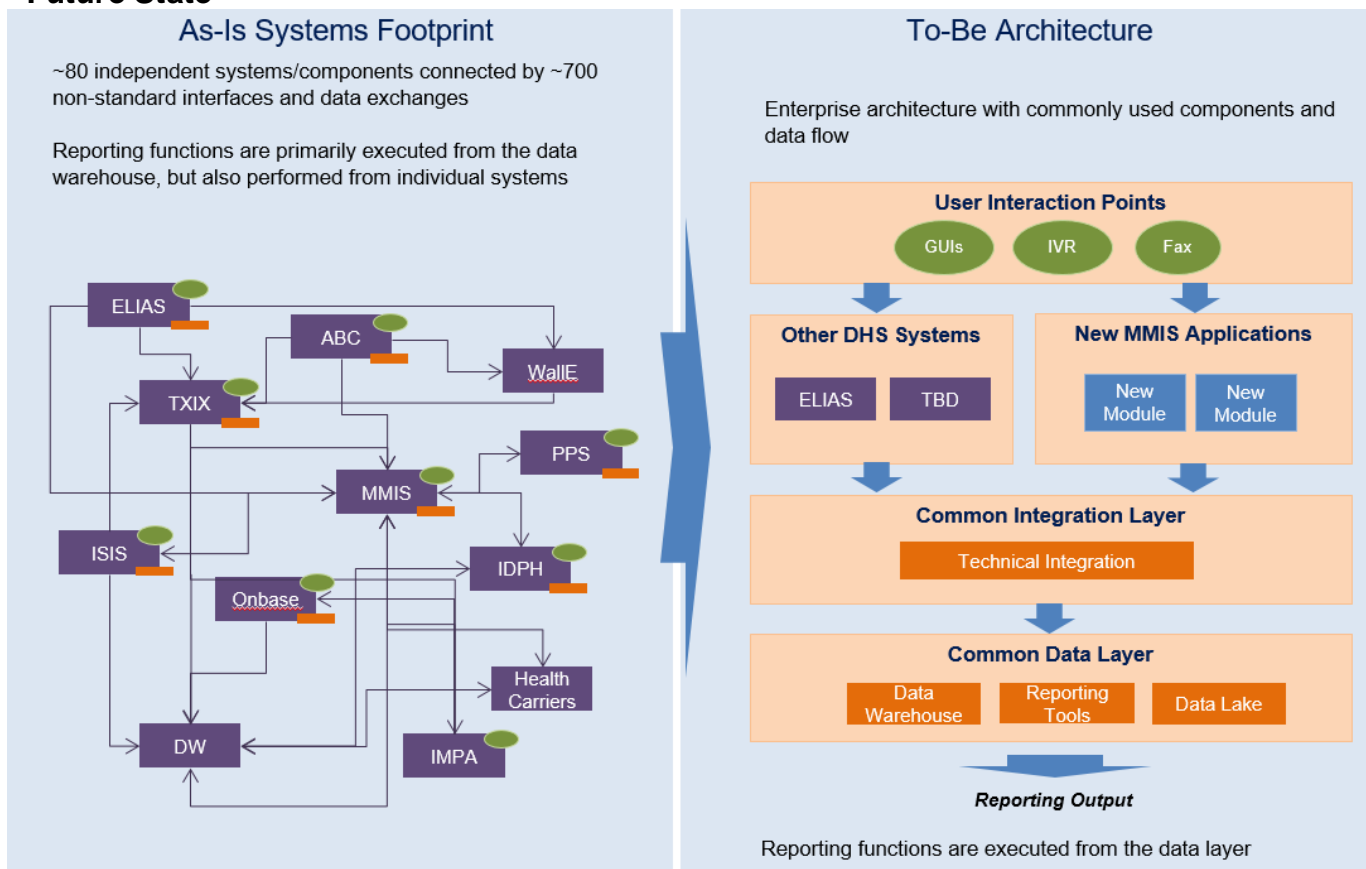 Future State
As-Is Systems Footprint
~80 independent systems/components connected by ~700
non-standard interfaces and data exchanges
Reporting functions are primarily executed from the data
warehouse, but also performed from individual systems
ELIAS
ABC
WallE
TXIX
PPS
MMIS
ISIS
IDPH
Onbase
Health
Carriers
DW
IMPA
To-Be Architecture
Enterprise architecture with commonly used components and
data flow
User Interaction Points
GUIs
IVR
Fax
Other DHS Systems
ELIAS
TBD
New MMIS Applications
New
Module
New
Module
Common Integration Layer
Technical Integration
Common Data Layer
Data
Warehouse
Reporting
Tools
Data Lake
Reporting Output
Reporting functions are executed from the data layer